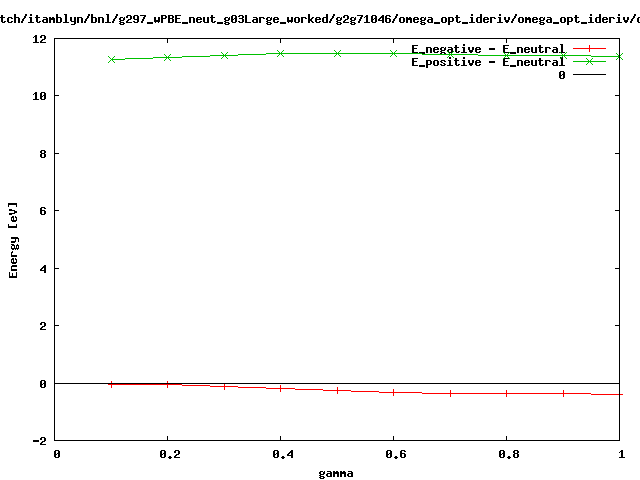 tch/itamblyn/bnl/g297_wPBE_neut_g03Large_worked/g2g71046/omega_opt_ideriv/omega_opt_ideriv/o
E_negative - E_neutral
E_positive - E_neutral
0
12
10
8
6
4
2
0
-2
Energy [eV]
0 0.2 0.4 0.6 0.8 1
gamma